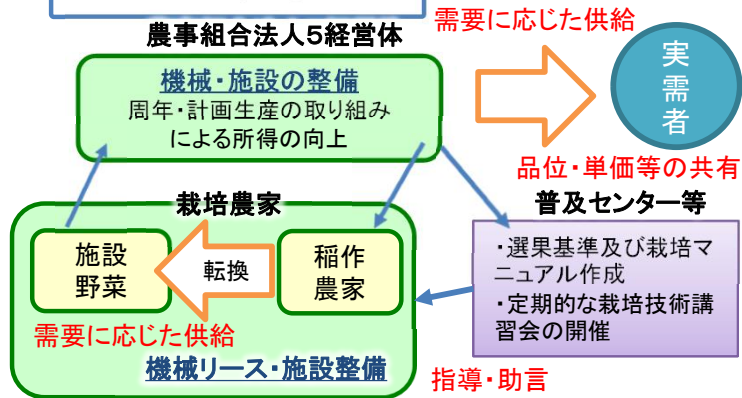 農事組合法人5経営体
需要に応じた供給
機械・施設の整備
周年・計画生産の取り組み
による所得の向上
実需者
品位・単価等の共有
栽培農家
普及センター等
施設
野菜
転換
稲作
農家
・選果基準及び栽培マ
ニュアル作成
・定期的な栽培技術講
習会の開催
需要に応じた供給
機械リース・施設整備
指導・助言